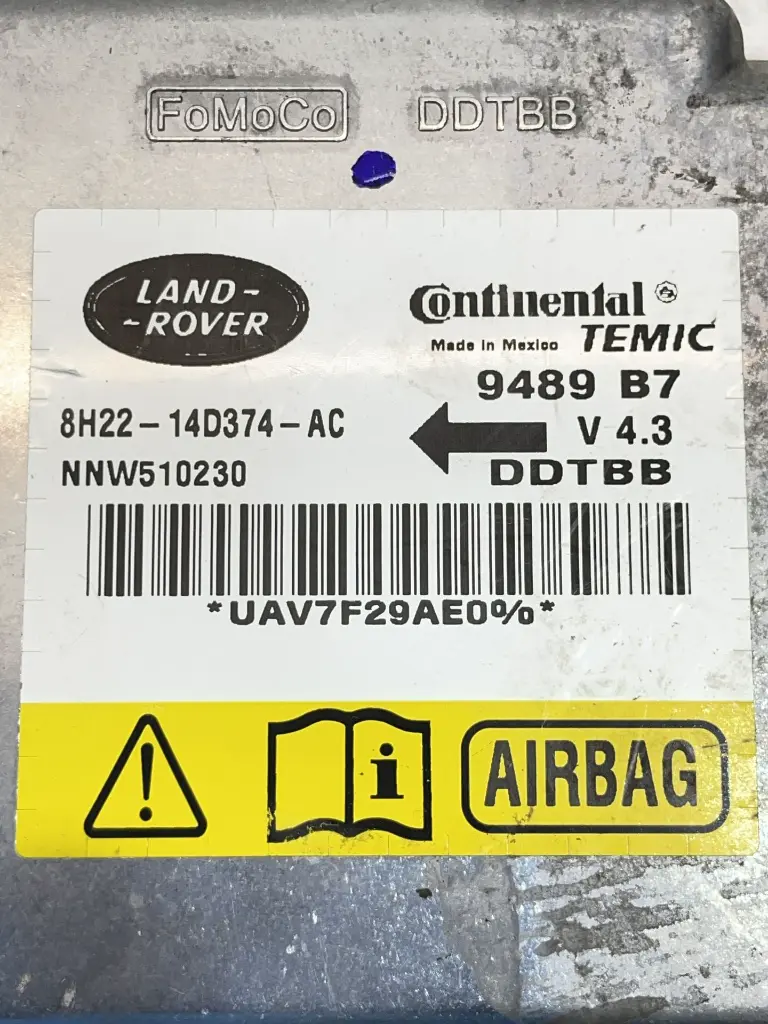 FoMoCo DDTBB
LAND-
-ROVER
Continental
Made in Mexico TEMIC
9489 B7
8H22-14D374-AC V 4.3
NNW510230 DDTBB
*UAV7F29AE0%*
i
AIRBAG